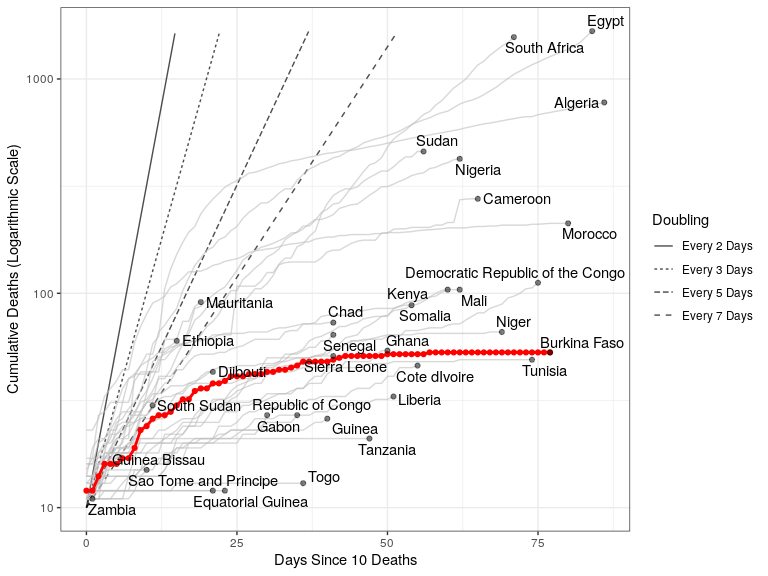 Egypt
South Africa
1000
Algeria
Sudan
Nigeria
Cameroon
Morocco
Democratic Republic of the Congo
100
Kenya
Mali
Mauritania
Somalia
Chad
Niger
Ethiopia
Senegal
Ghana
Burkina Faso
Sierra Leone
Djibouti
Tunisia
Cote dIvoire
South Sudan
Republic of Congo
Liberia
Gabon
Guinea
Tanzania
Guinea Bissau
Sao Tome and Principe
Togo
Equatorial Guinea
10
Zambia
0
25
50
75
Days Since 10 Deaths
Cumulative Deaths (Logarithmic Scale)
Doubling
Every 2 Days
Every 3 Days
Every 5 Days
Every 7 Days